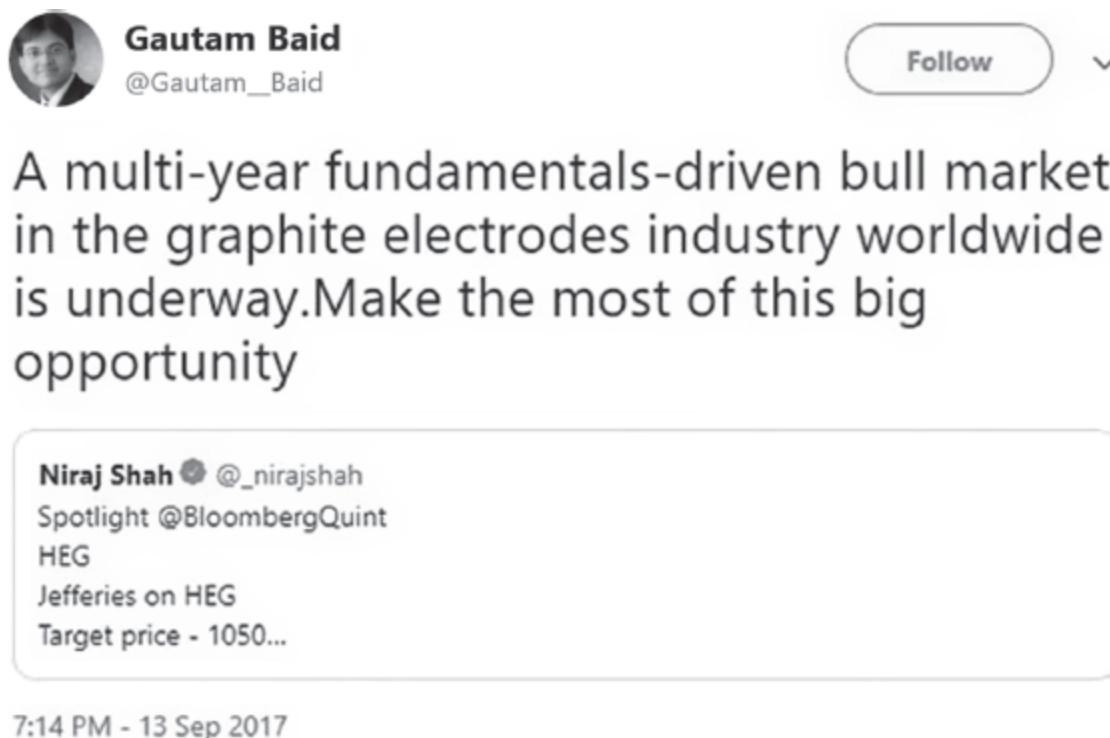 Gautam Baid
@Gautam__Baid
Follow
A multi-year fundamentals-driven bull market
in the graphite electrodes industry worldwide
is underway.Make the most of this big
opportunity
Niraj Shah @_nirajshah
Spotlight @BloombergQuint
HEG
Jefferies on HEG
Target price - 1050...
7:14 PM - 13 Sep 2017